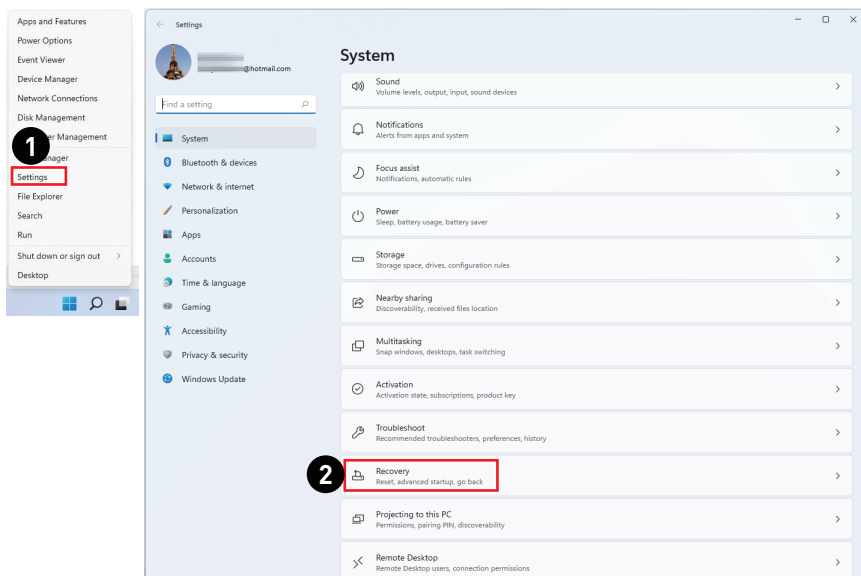 Apps and Features
Power Options
Event Viewer
Device Manager
Network Connections
Disk Management
Management
1
Settings
File Explorer
Search
Run
Shut down or sign out
Desktop
Settings
@hotmail.com
Find a setting
System
Bluetooth & devices
Network & internet
Personalization
Apps
Accounts
Time & language
Gaming
Accessibility
Privacy & security
Windows Update
System
Sound
Volume levels, output, input, sound devices
Notifications
Alerts from apps and system
Focus assist
Notifications, automatic rules
Power
Sleep, battery usage, battery saver
Storage
Storage space, drives, configuration rules
Nearby sharing
Discoverability, received files location
Multitasking
Snap windows, desktops, task switching
Activation
Activation state, subscriptions, product key
Troubleshoot
Recommended troubleshooters, preferences, history
2
Recovery
Reset, advanced startup, go back
Projecting to this PC
Permissions, pairing PIN, discoverability
Remote Desktop
Remote Desktop users, connection permissions